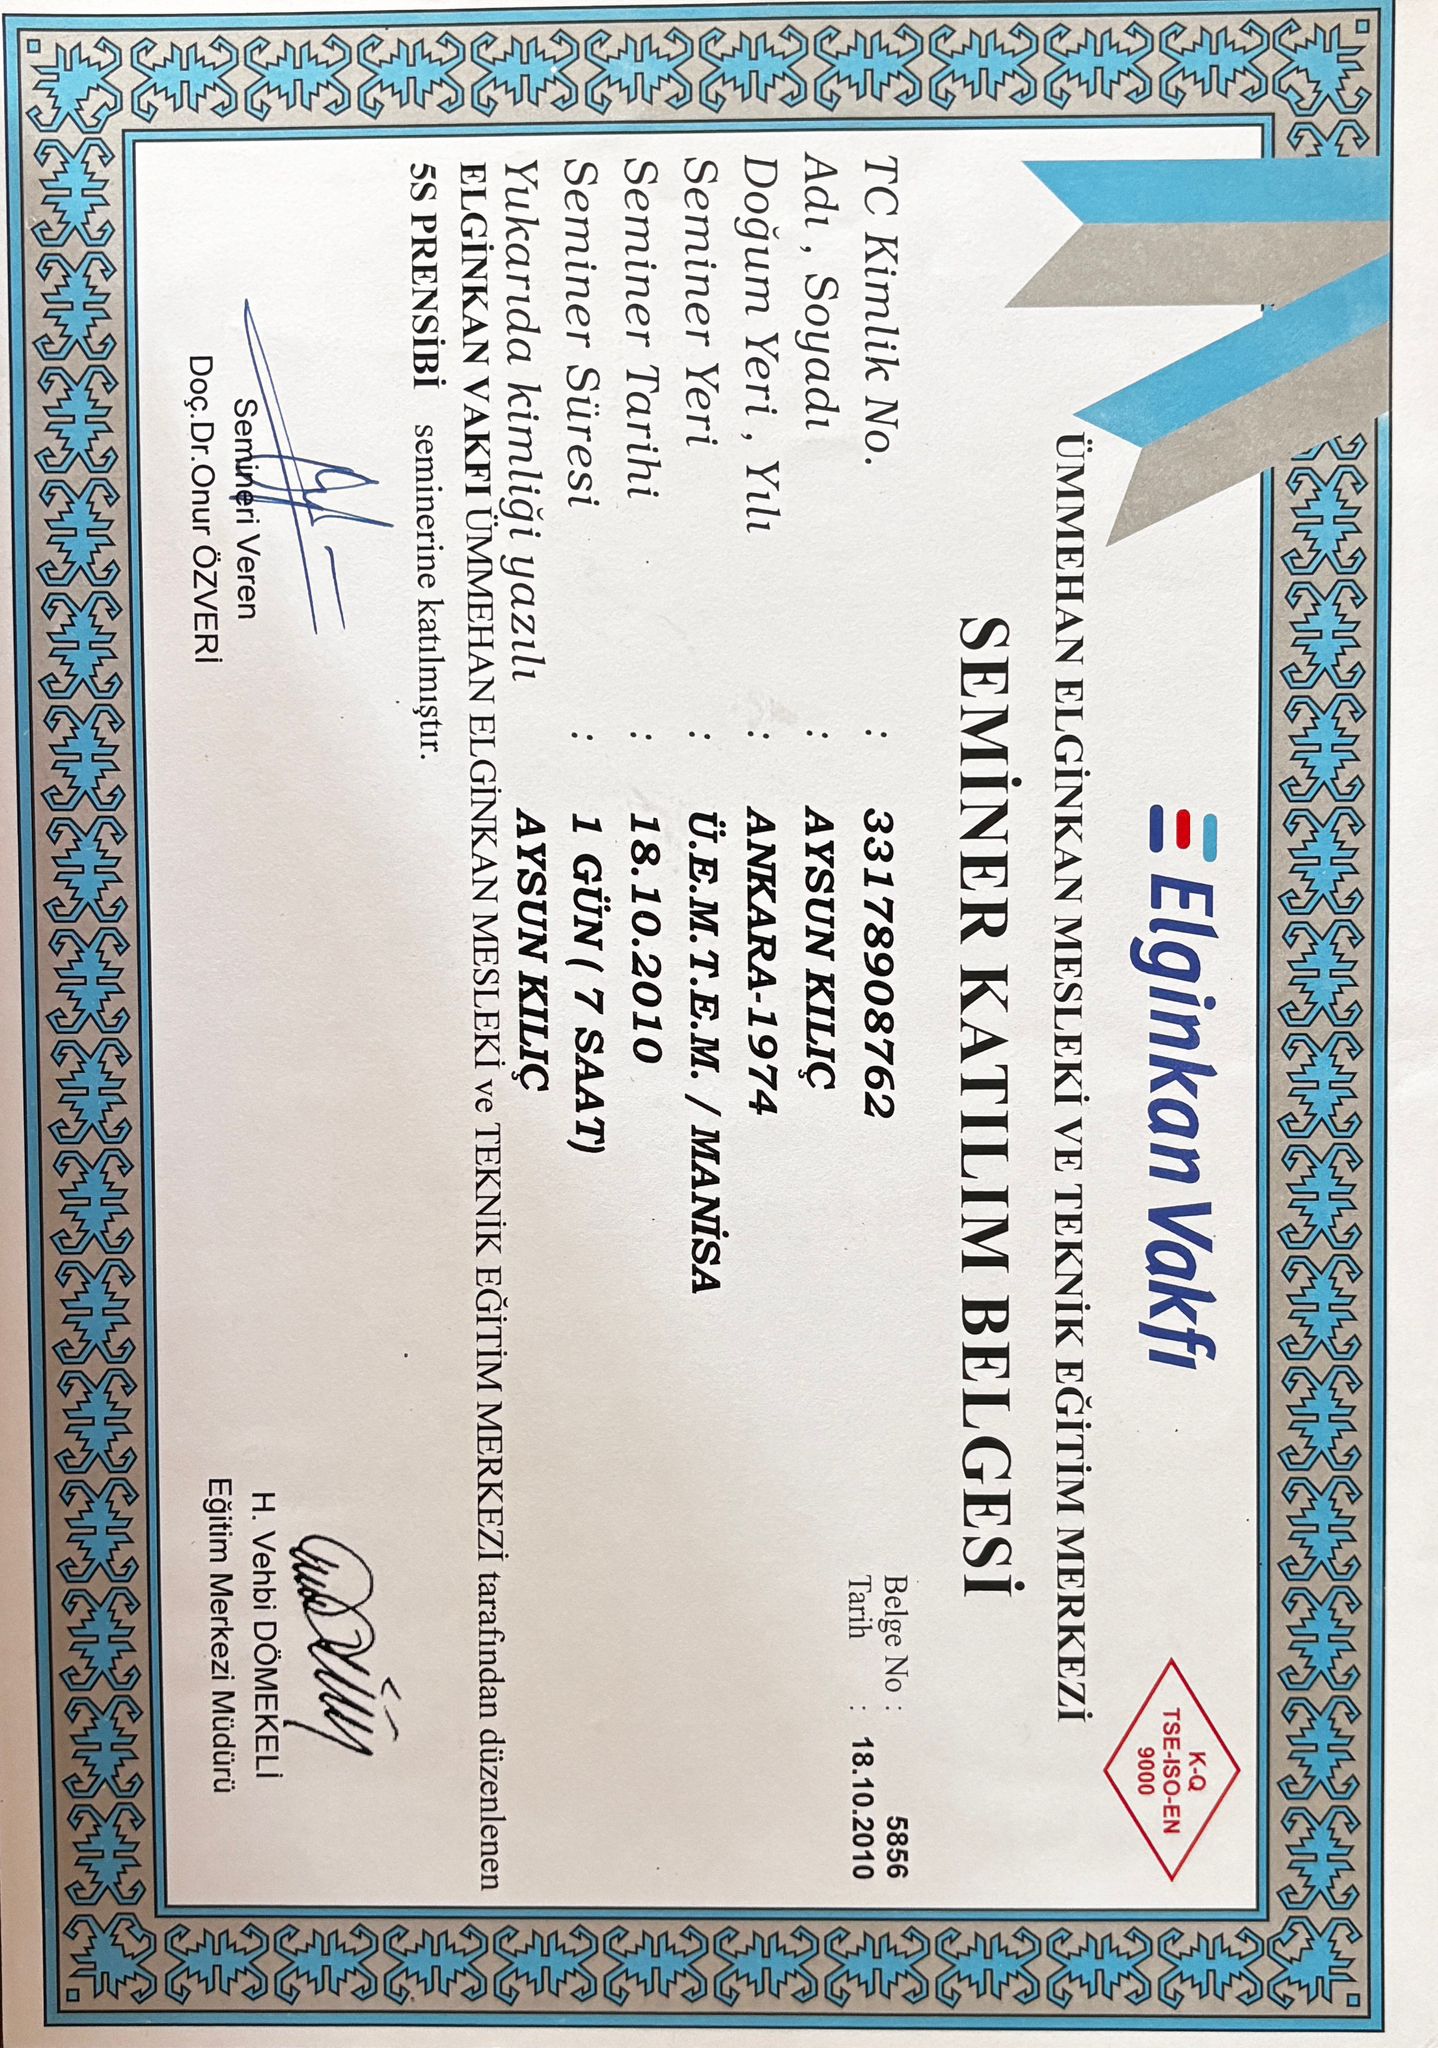 Elginkan Vakfı
K-Q
TSE-ISO-EN
9000
ÜMMEHAN ELGİNKAN MESLEKİ VE TEKNİK EĞİTİM MERKEZİ
SEMİNER KATILIM BELGESİ
Belge No : 5856
Tarih : 18.10.2010
TC Kimlik No. : 33178908762
Adı , Soyadı : AYSUN KILIÇ
Doğum Yeri , Yılı : ANKARA-1974
Seminer Yeri : Ü.E.M.T.E.M. / MANİSA
Seminer Tarihi : 18.10.2010
Seminer Süresi : 1 GÜN ( 7 SAAT)
Yukarıda kimliği yazılı AYSUN KILIÇ
ELGİNKAN VAKFI ÜMMEHAN ELGİNKAN MESLEKİ ve TEKNİK EĞİTİM MERKEZİ tarafından düzenlenen
5S PRENSİBİ seminerine katılmıştır.
Semineri Veren
Doç.Dr.Onur ÖZVERİ
H. Vehbi DÖMEKELİ
Eğitim Merkezi Müdürü